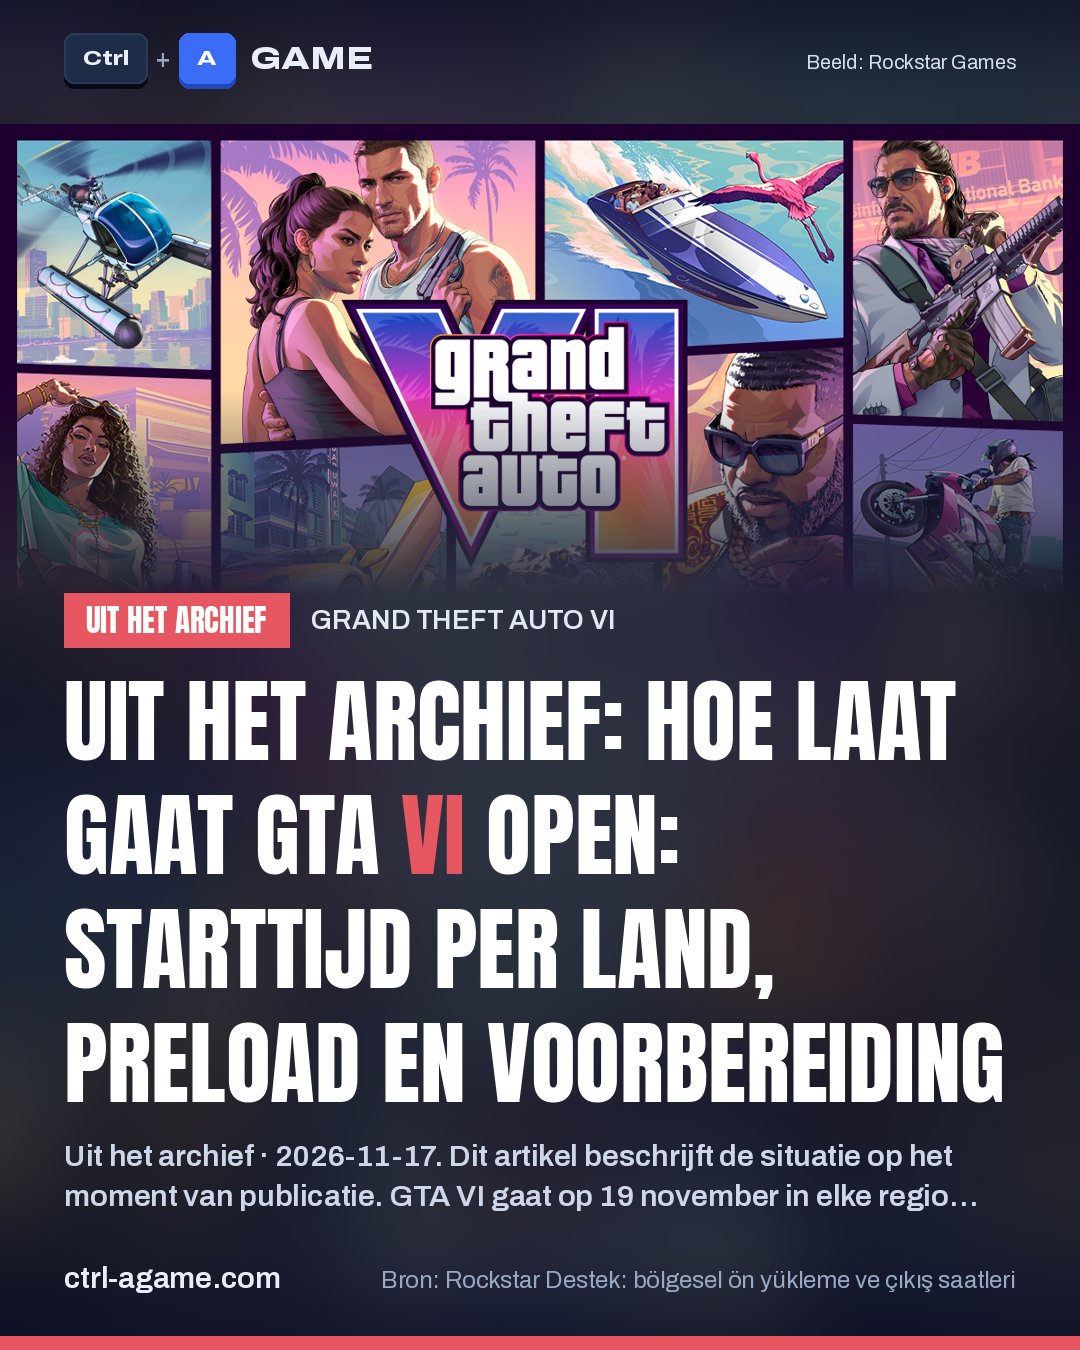 Ctrl + A GAME
Beeld: Rockstar Games
National Bank
VI
grand
theft
auto
UIT HET ARCHIEF
GRAND THEFT AUTO VI
UIT HET ARCHIEF: HOE LAAT
GAAT GTA VI OPEN:
STARTTIJD PER LAND,
PRELOAD EN VOORBEREIDING
Uit het archief · 2026-11-17. Dit artikel beschrijft de situatie op het
moment van publicatie. GTA VI gaat op 19 november in elke regio…
ctrl-agame.com
Bron: Rockstar Destek: bölgesel ön yükleme ve çıkış saatleri